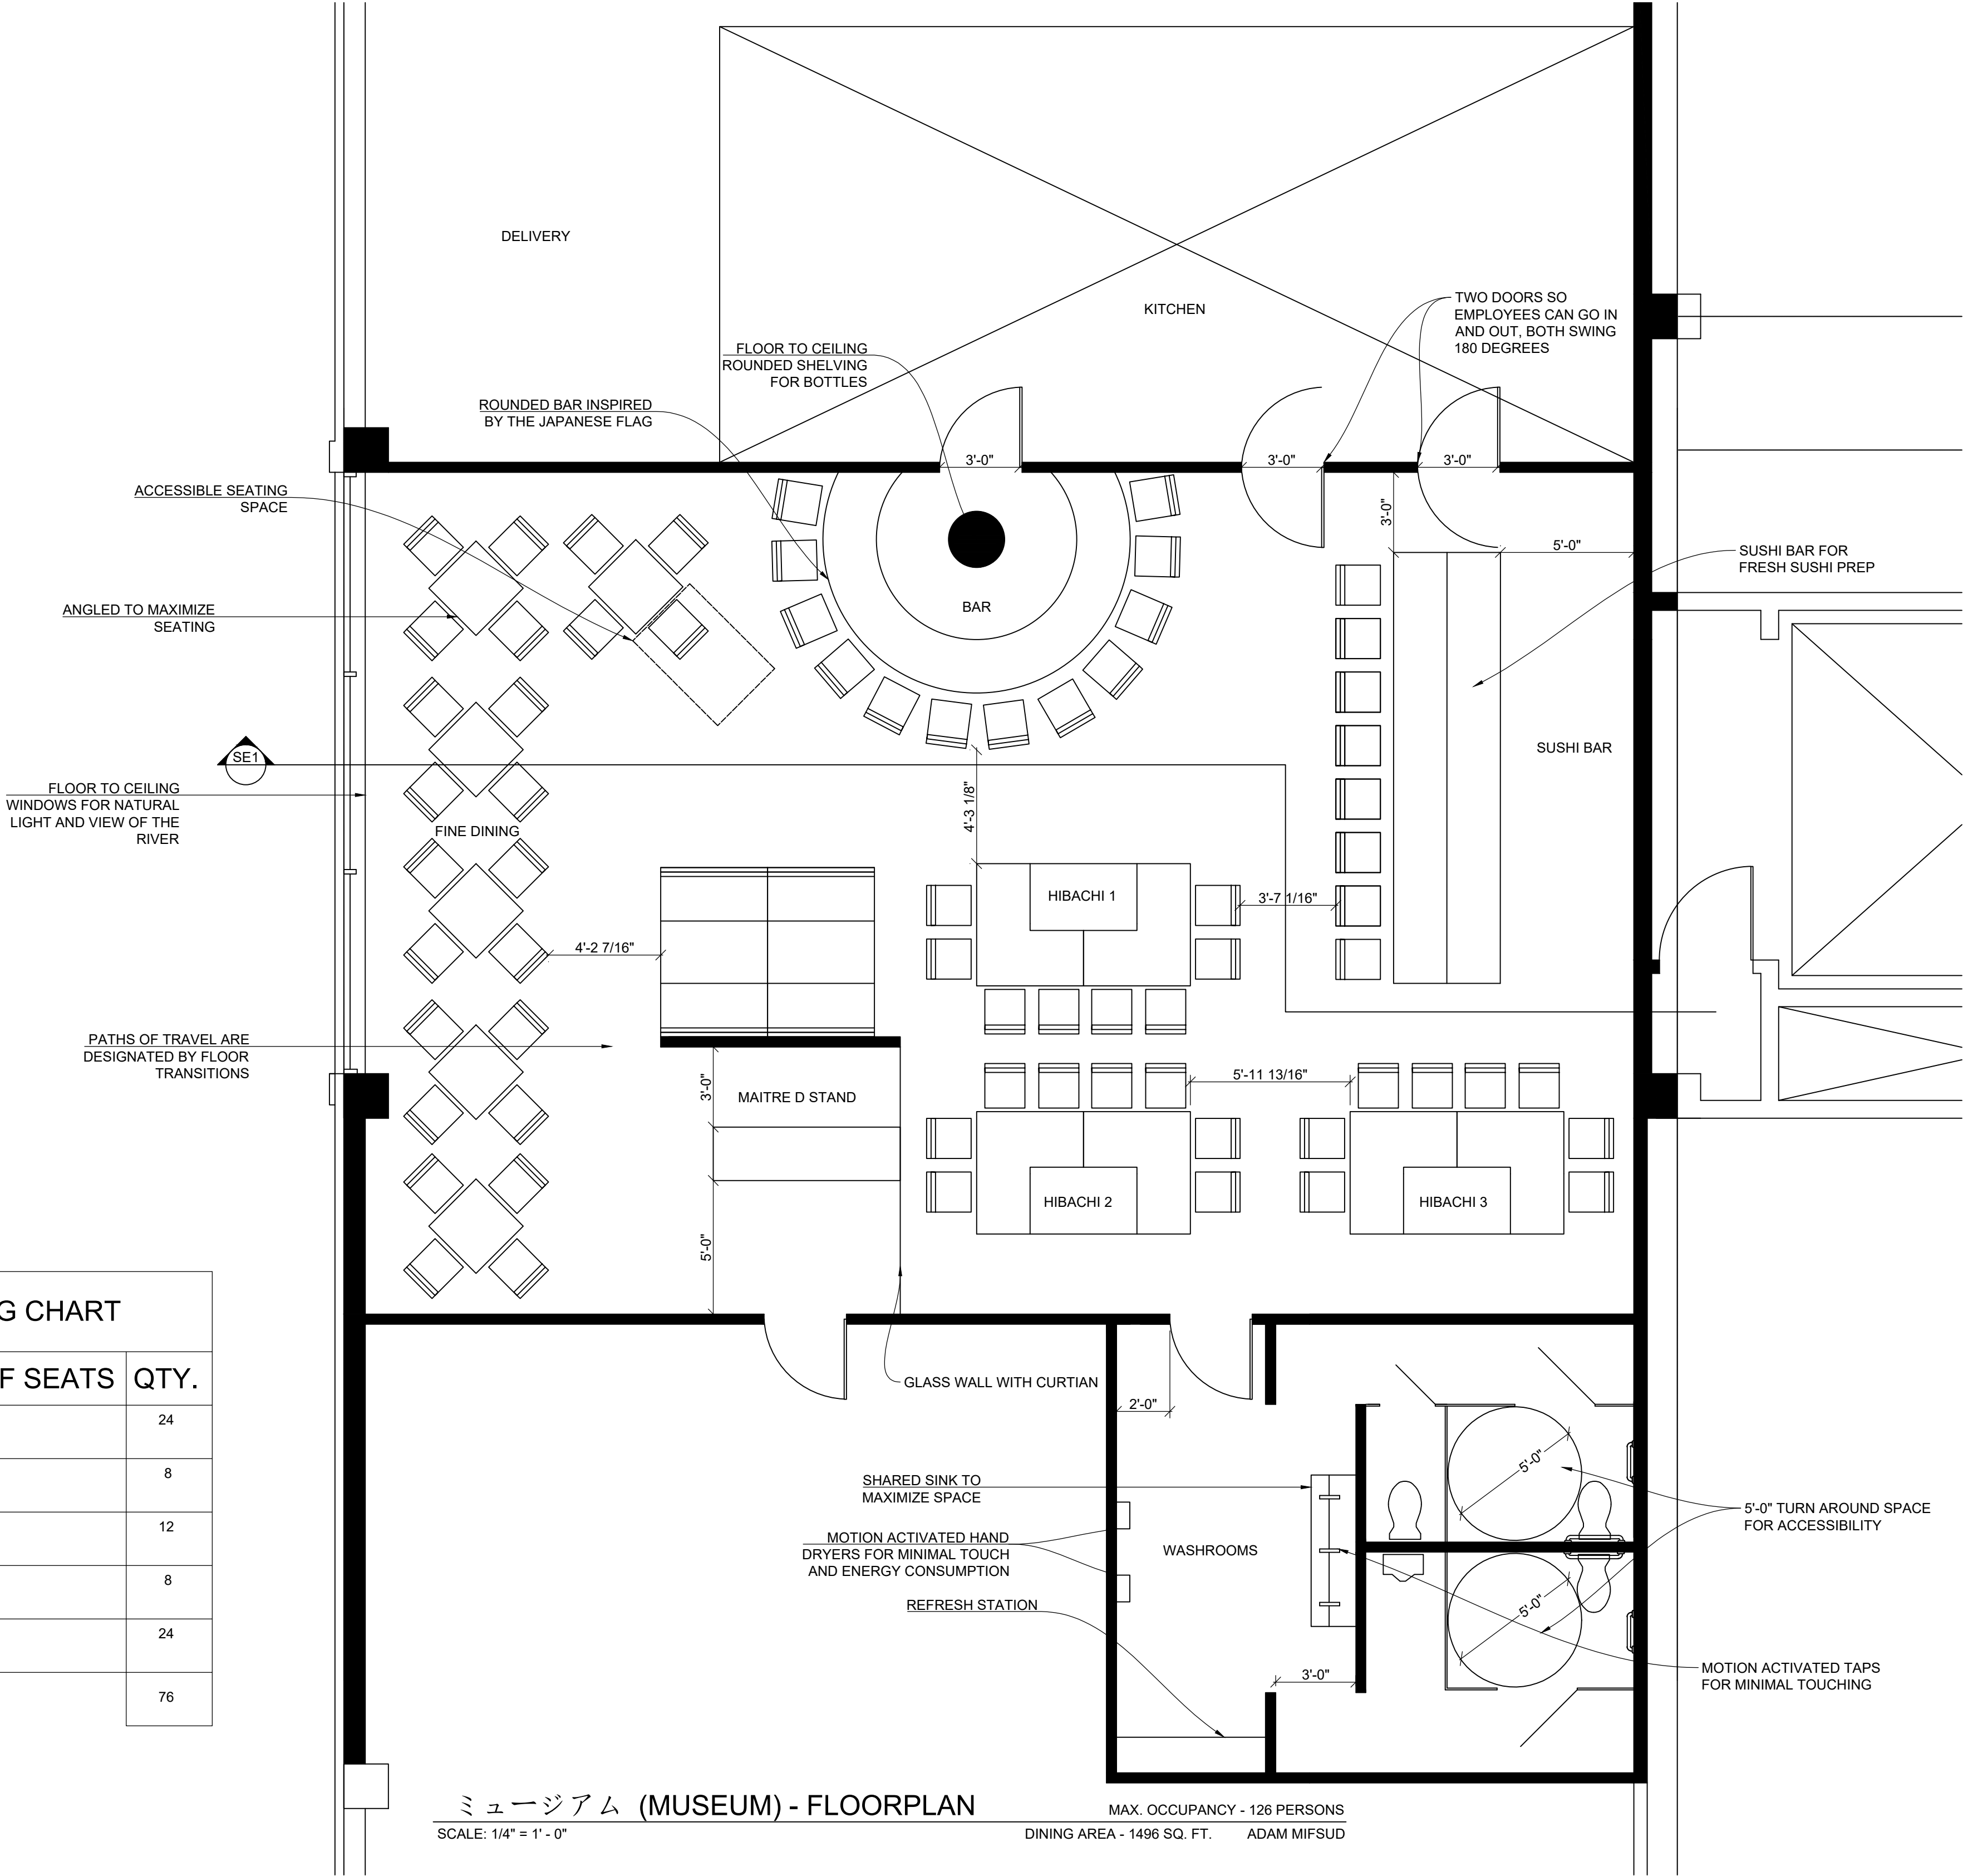 DELIVERY
KITCHEN
TWO DOORS SO
EMPLOYEES CAN GO IN
AND OUT, BOTH SWING
180 DEGREES
FLOOR TO CEILING
ROUNDED SHELVING
FOR BOTTLES
ROUNDED BAR INSPIRED
BY THE JAPANESE FLAG
3'-0"
3'-0"
3'-0"
ACCESSIBLE SEATING
SPACE
3'-0"
5'-0"
SUSHI BAR FOR
FRESH SUSHI PREP
ANGLED TO MAXIMIZE
SEATING
BAR
SUSHI BAR
SE1
FLOOR TO CEILING
WINDOWS FOR NATURAL
LIGHT AND VIEW OF THE
RIVER
4'-3 1/8"
FINE DINING
HIBACHI 1
3'-7 1/16"
4'-2 7/16"
PATHS OF TRAVEL ARE
DESIGNATED BY FLOOR
TRANSITIONS
3'-0"
MAITRE D STAND
5'-11 13/16"
HIBACHI 2
HIBACHI 3
5'-0"
G CHART
F SEATS QTY.
24
8
12
8
24
76
GLASS WALL WITH CURTIAN
2'-0"
SHARED SINK TO
MAXIMIZE SPACE
MOTION ACTIVATED HAND
DRYERS FOR MINIMAL TOUCH
AND ENERGY CONSUMPTION
REFRESH STATION
WASHROOMS
5'-0"
5'-0"
5'-0" TURN AROUND SPACE
FOR ACCESSIBILITY
3'-0"
MOTION ACTIVATED TAPS
FOR MINIMAL TOUCHING
ミュージアム (MUSEUM) - FLOORPLAN
MAX. OCCUPANCY - 126 PERSONS
SCALE: 1/4" = 1' - 0"
DINING AREA - 1496 SQ. FT. ADAM MIFSUD